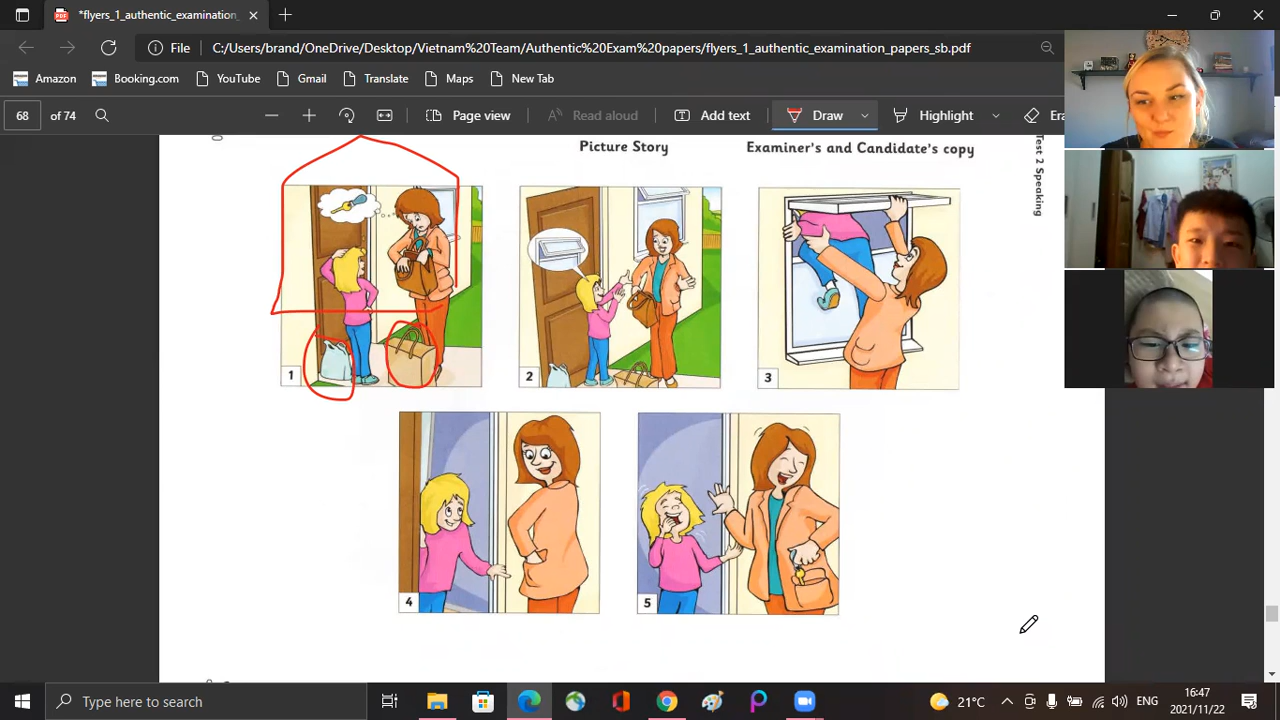 *flyers_1_authentic_examination_
File
C:/Users/brand/OneDrive/Desktop/Vietnam%20Team/Authentic%20Exam%20papers/flyers_1_authentic_examination_papers_sb.pdf
Amazon
Booking.com
YouTube
Gmail
Translate
Maps
New Tab
68 of 74
Page view
Read aloud
Add text
Draw
Highlight
Picture Story
Examiner's and Candidate's copy
Test 2 Speaking
1
2
3
4
5
Type here to search
21°C
ENG
16:47
2021/11/22